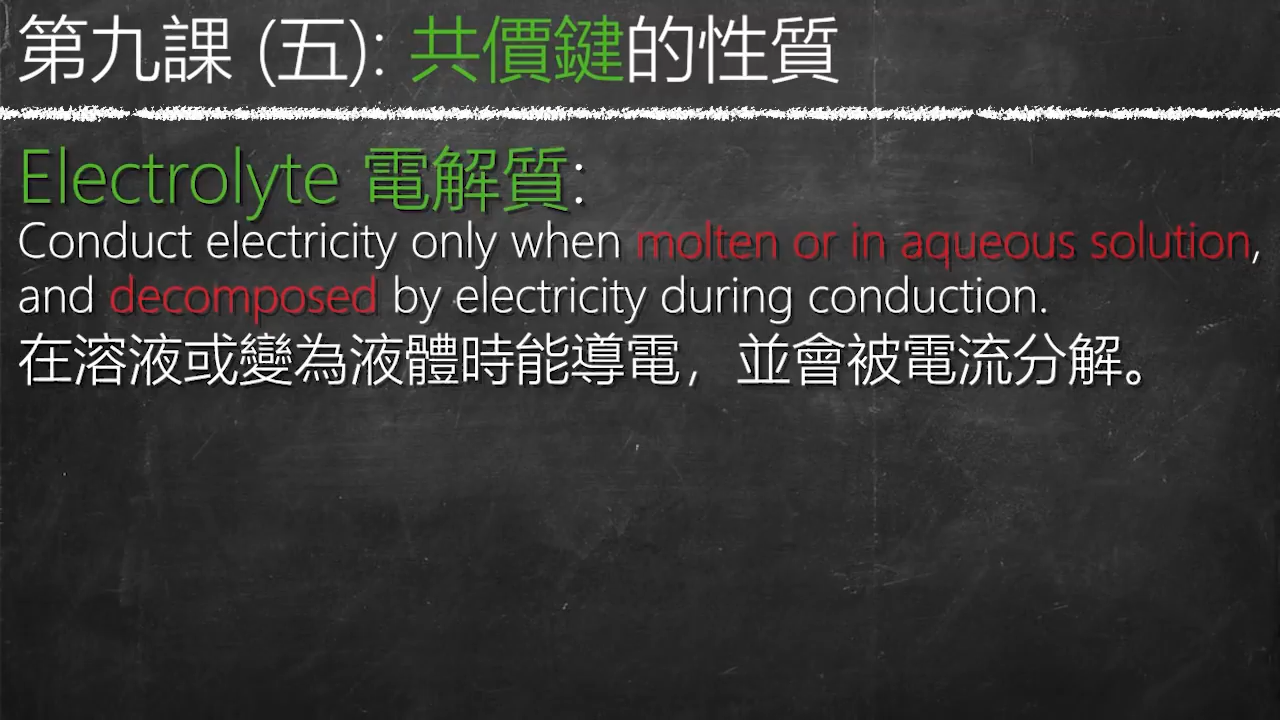 第九課 (五): 共價鍵的性質
Electrolyte 電解質:
Conduct electricity only when molten or in aqueous solution,
and decomposed by electricity during conduction.
在溶液或變為液體時能導電，並會被電流分解。